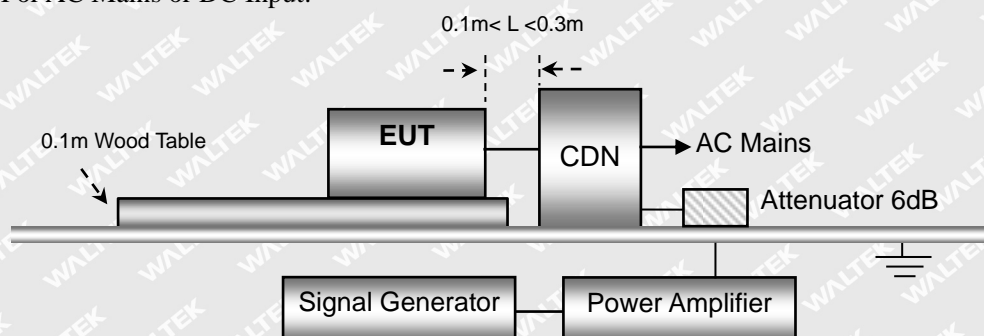 For AC Mains or DC Input:
0.1m< L <0.3m
0.1m Wood Table
EUT
CDN
AC Mains
Attenuator 6dB
Signal Generator
Power Amplifier
WALTEK